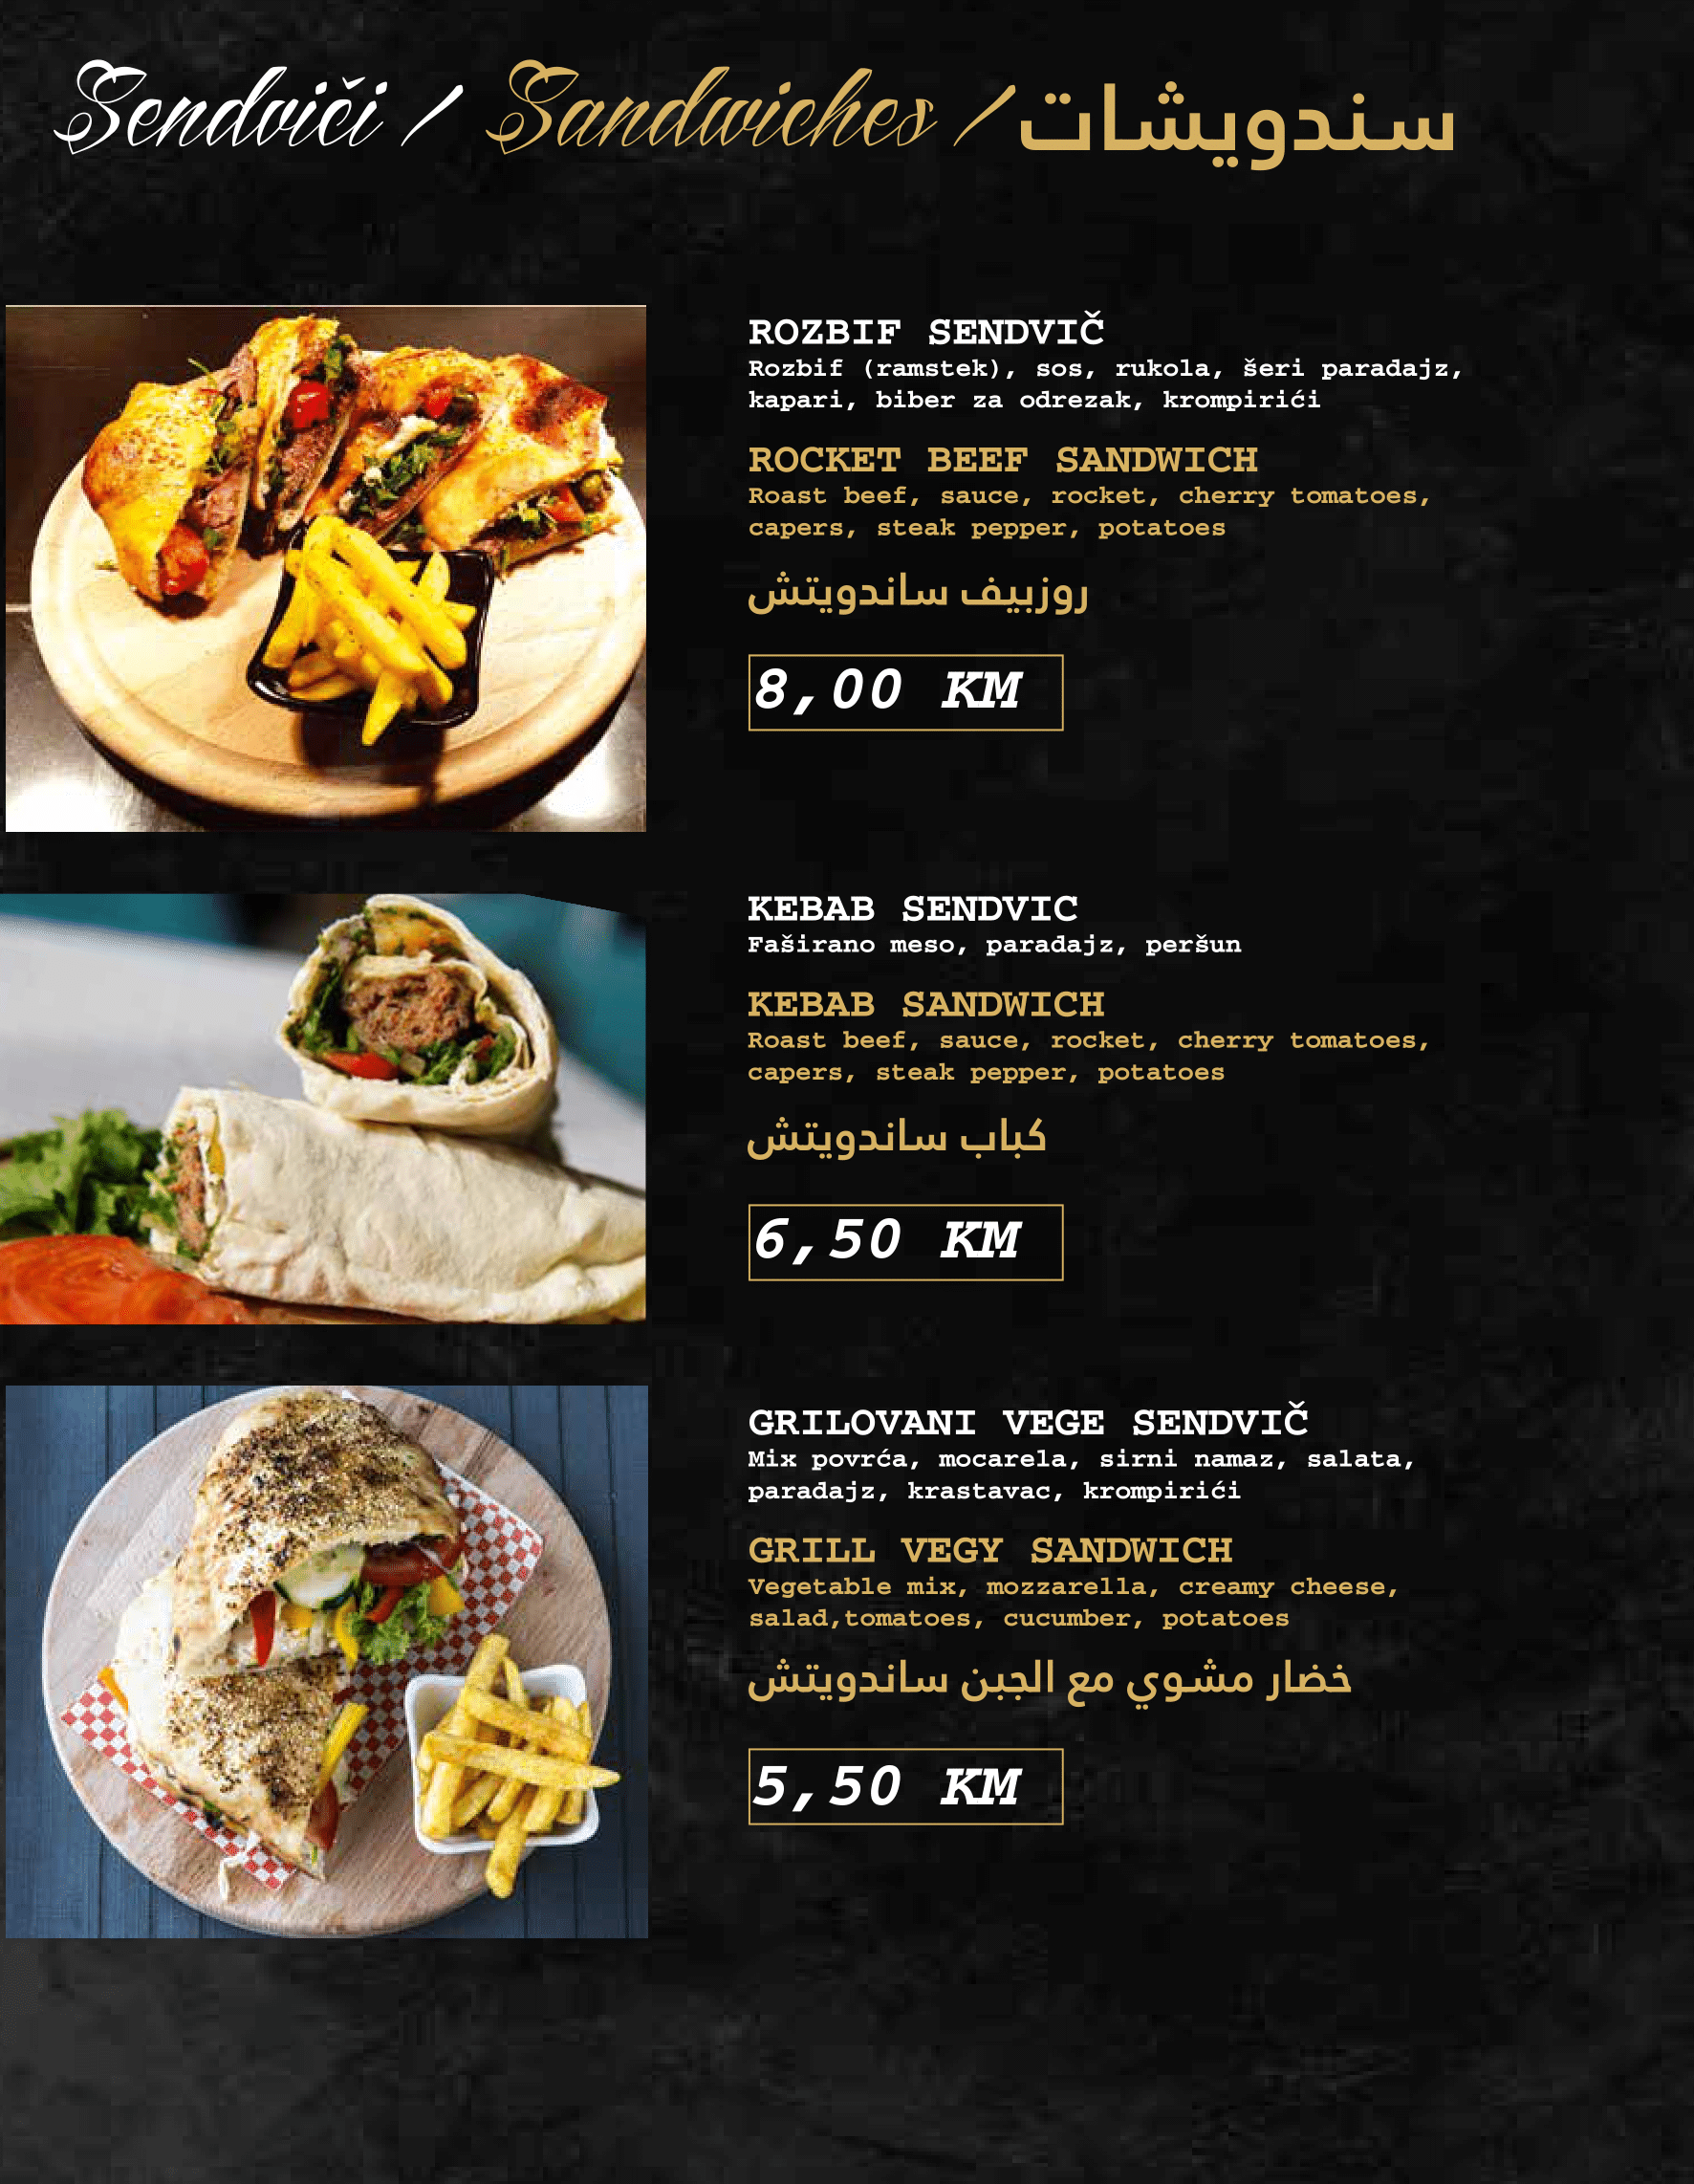 Sendviči / Sandwiches / سندويشات
ROZBIF SENDVIČ
Rozbif (ramstek), sos, rukola, šeri paradajz,
kapari, biber za odrezak, krompirići
ROCKET BEEF SANDWICH
Roast beef, sauce, rocket, cherry tomatoes,
capers, steak pepper, potatoes
روزبيف ساندويتش
8,00 KM
KEBAB SENDVIC
Faširano meso, paradajz, peršun
KEBAB SANDWICH
Roast beef, sauce, rocket, cherry tomatoes,
capers, steak pepper, potatoes
كباب ساندويتش
6,50 KM
GRILOVANI VEGE SENDVIČ
Mix povrća, mocarela, sirni namaz, salata,
paradajz, krastavac, krompirići
GRILL VEGY SANDWICH
Vegetable mix, mozzarella, creamy cheese,
salad,tomatoes, cucumber, potatoes
خضار مشوي مع الجبن ساندويتش
5,50 KM